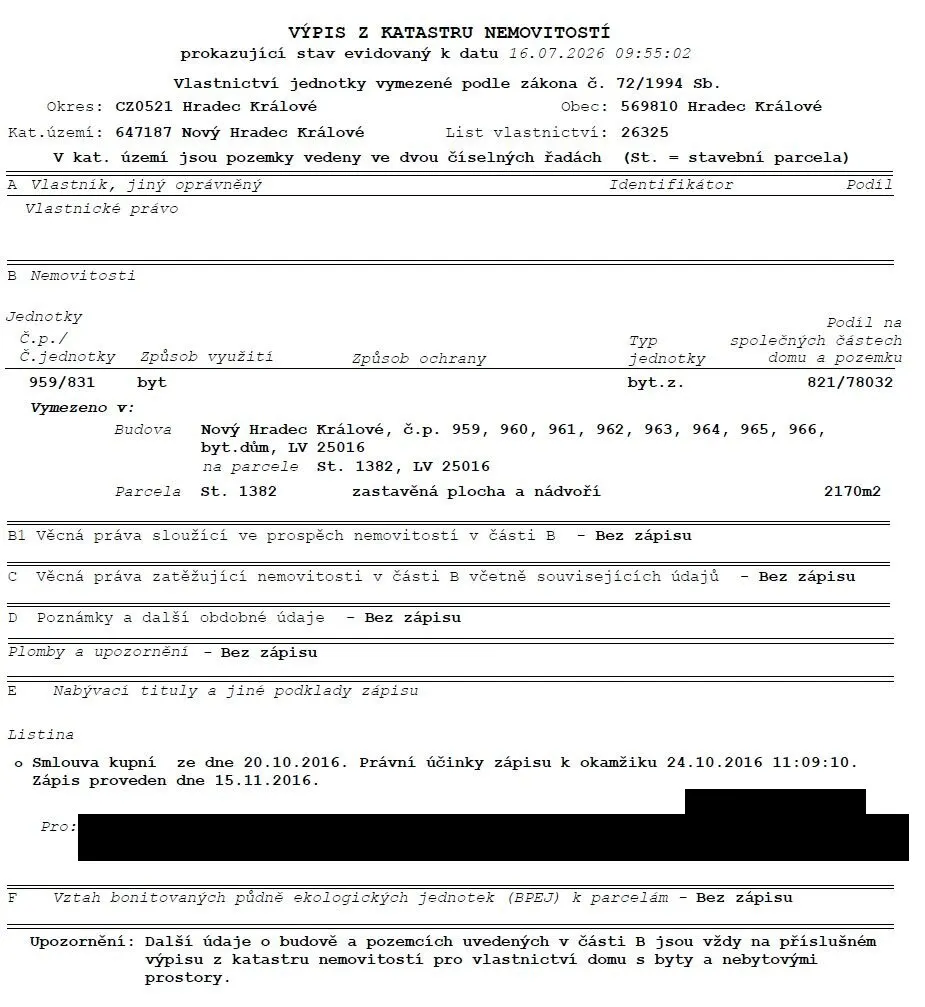 VÝPIS Z KATASTRU NEMOVITOSTÍ
prokazující stav evidovaný k datu 16.07.2026 09:55:02
Vlastnictví jednotky vymezené podle zákona č. 72/1994 Sb.
Okres: CZ0521 Hradec Králové Obec: 569810 Hradec Králové
Kat.území: 647187 Nový Hradec Králové List vlastnictví: 26325
V kat. území jsou pozemky vedeny ve dvou číselných řadách (St. = stavební parcela)
A Vlastník, jiný oprávněný Identifikátor Podíl
Vlastnické právo
B Nemovitosti
Jednotky
Č.p./
Č.jednotky Způsob využití Způsob ochrany Typ jednotky Podíl na společných částech domu a pozemku
959/831 byt byt.z. 821/78032
Vymezeno v:
Budova Nový Hradec Králové, č.p. 959, 960, 961, 962, 963, 964, 965, 966,
byt.dům, LV 25016
na parcele St. 1382, LV 25016
Parcela St. 1382 zastavěná plocha a nádvoří 2170m2
B1 Věcná práva sloužící ve prospěch nemovitostí v části B - Bez zápisu
C Věcná práva zatěžující nemovitosti v části B včetně souvisejících údajů - Bez zápisu
D Poznámky a další obdobné údaje - Bez zápisu
Plomby a upozornění - Bez zápisu
E Nabývací tituly a jiné podklady zápisu
Listina
o Smlouva kupní ze dne 20.10.2016. Právní účinky zápisu k okamžiku 24.10.2016 11:09:10.
Zápis proveden dne 15.11.2016.
Pro:
F Vztah bonitovaných půdně ekologických jednotek (BPEJ) k parcelám - Bez zápisu
Upozornění: Další údaje o budově a pozemcích uvedených v části B jsou vždy na příslušném
výpisu z katastru nemovitostí pro vlastnictví domu s byty a nebytovými
prostory.